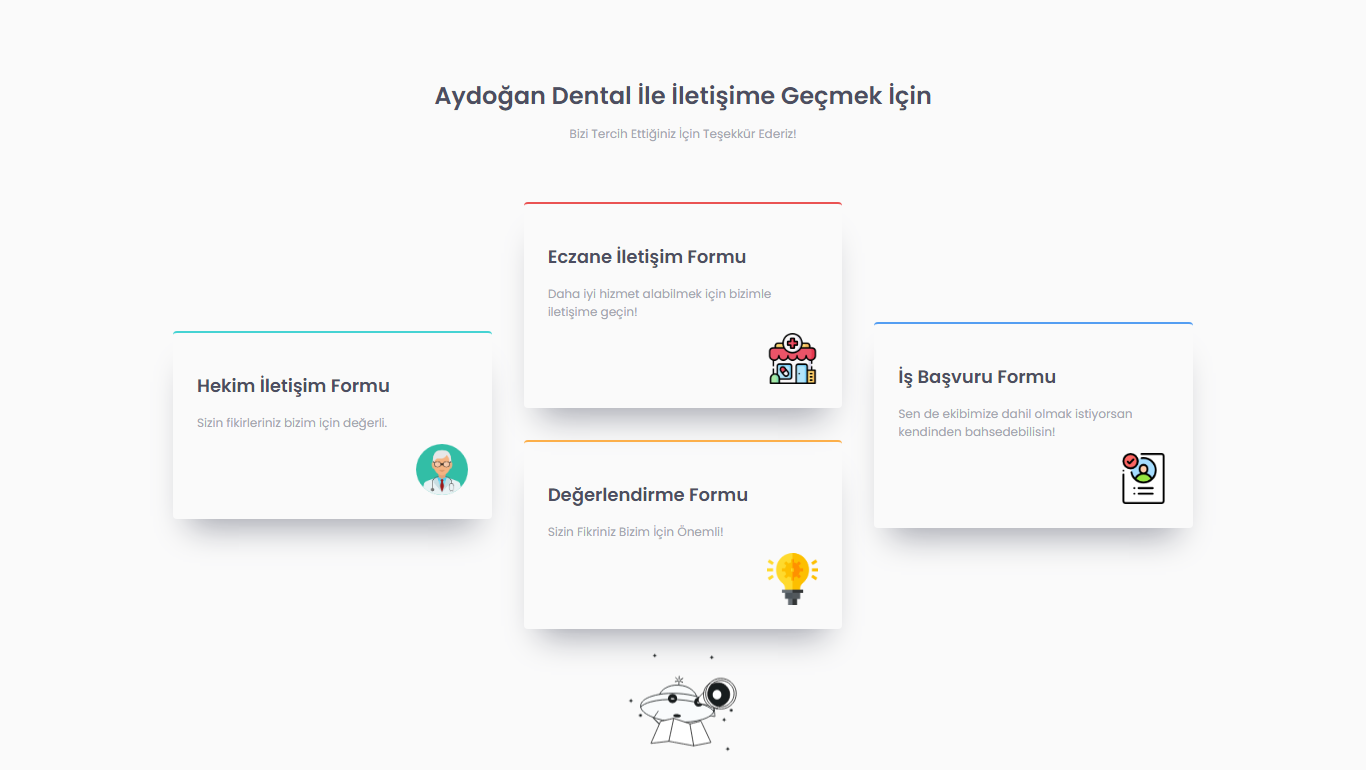 Aydoğan Dental İle İletişime Geçmek İçin
Bizi Tercih Ettiğiniz İçin Teşekkür Ederiz!
Hekim İletişim Formu
Sizin fikirleriniz bizim için değerli.
Eczane İletişim Formu
Daha iyi hizmet alabilmek için bizimle
iletişime geçin!
Değerlendirme Formu
Sizin Fikriniz Bizim İçin Önemli!
İş Başvuru Formu
Sen de ekibimize dahil olmak istiyorsan
kendinden bahsedebilisin!